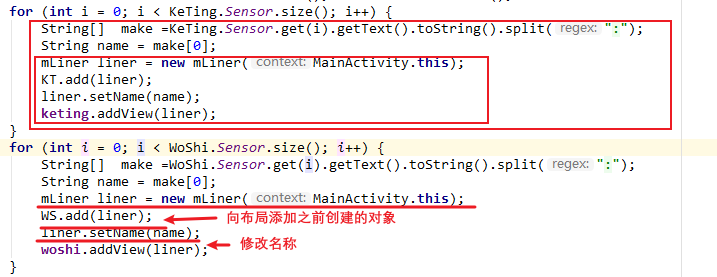 for (int i = 0; i < KeTing.Sensor.size(); i++) {
String[]  make =KeTing.Sensor.get(i).getText().toString().split( regex: ":");
String name = make[0];
mLiner liner = new mLiner( context: MainActivity.this);
KT.add(liner);
liner.setName(name);
keting.addView(liner);
}
for (int i = 0; i < WoShi.Sensor.size(); i++) {
String[]  make =WoShi.Sensor.get(i).getText().toString().split( regex: ":");
String name = make[0];
mLiner liner = new mLiner( context: MainActivity.this);
WS.add(liner); 向布局添加之前创建的对象
liner.setName(name);
woshi.addView(liner); 修改名称
}